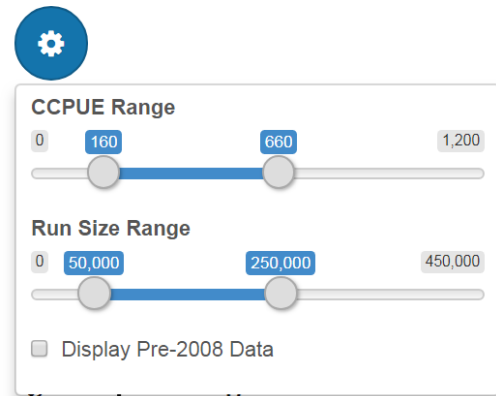 CCPUE Range
0 160 660 1,200
Run Size Range
0 50,000 250,000 450,000
Display Pre-2008 Data